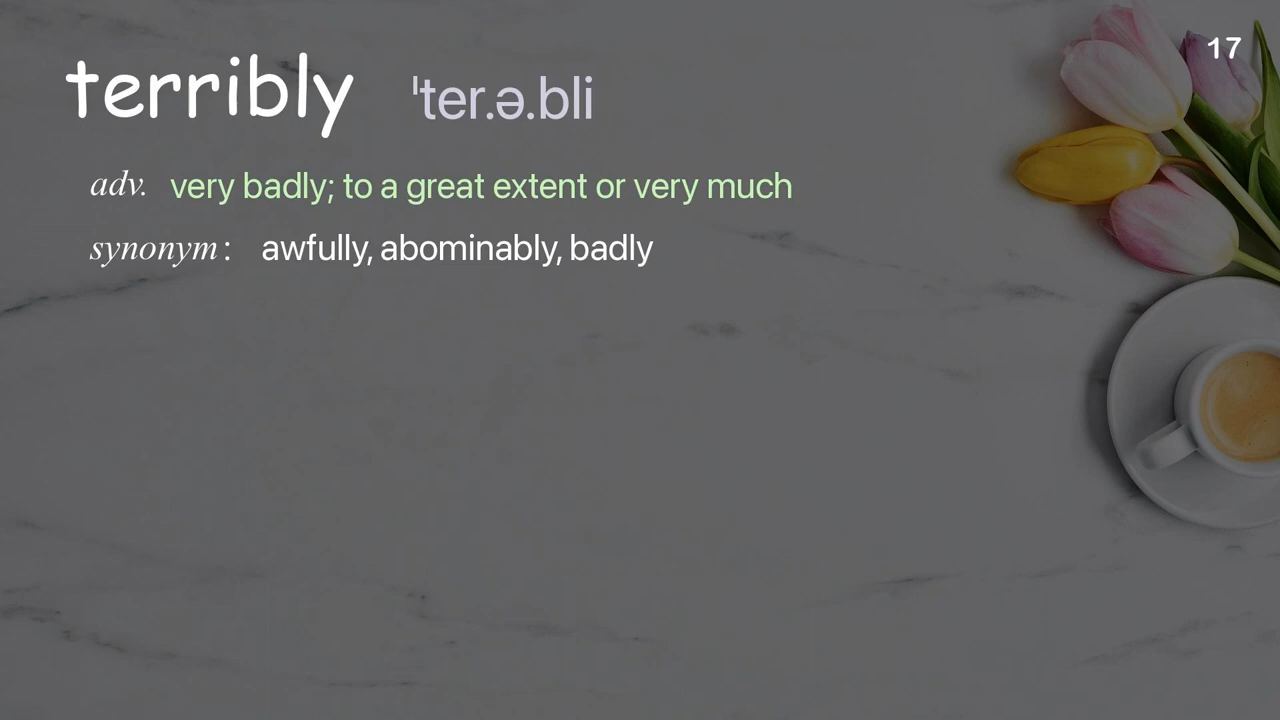 17
terribly ˈter.ə.bli
adv. very badly; to a great extent or very much
synonym: awfully, abominably, badly